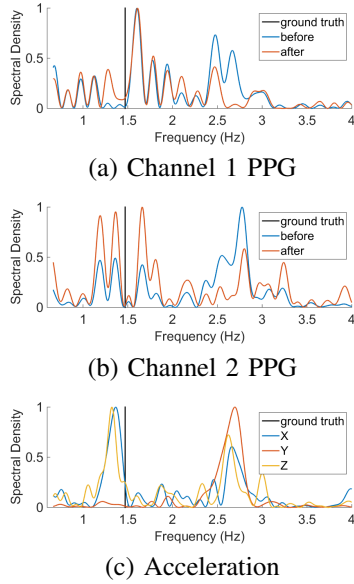 Spectral Density
1
0.5
0
ground truth
before
after
1 1.5 2 2.5 3 3.5 4
Frequency (Hz)
(a) Channel 1 PPG
Spectral Density
1
0.5
0
ground truth
before
after
1 1.5 2 2.5 3 3.5 4
Frequency (Hz)
(b) Channel 2 PPG
Spectral Density
1
0.5
0
ground truth
X
Y
Z
1 1.5 2 2.5 3 3.5 4
Frequency (Hz)
(c) Acceleration